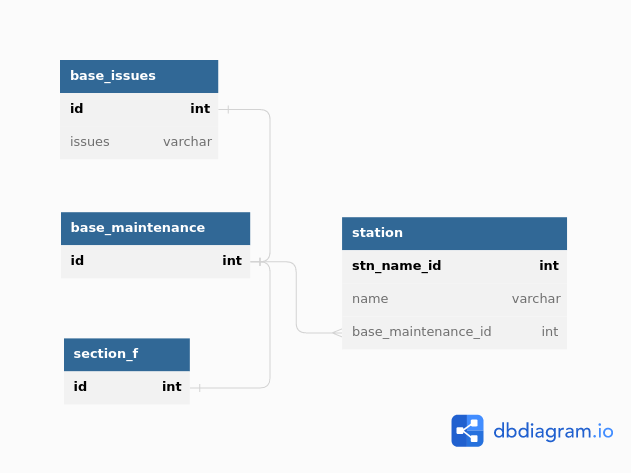 base_issues
id int
issues varchar
base_maintenance
id int
section_f
id int
station
stn_name_id int
name varchar
base_maintenance_id int
dbdiagram.io